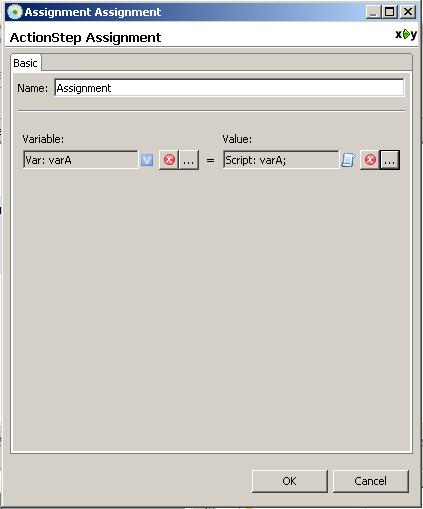 Assignment Assignment
ActionStep Assignment
x y
Basic
Name: Assignment
Variable: Value:
Var: varA V ... = Script: varA; ...
OK Cancel